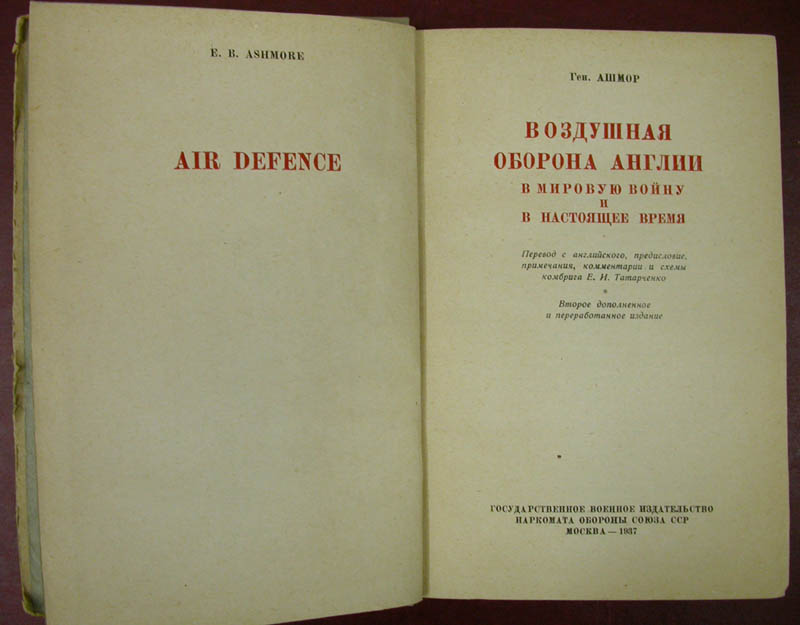 E. B. ASHMORE
AIR DEFENCE
Ген. АШМОР
ВОЗДУШНАЯ
ОБОРОНА АНГЛИИ
В МИРОВУЮ ВОЙНУ
И
В НАСТОЯЩЕЕ ВРЕМЯ
Перевод с английского, предисловие,
примечания, комментарии и схемы
комбрига Е. И. Татарченко
*
Второе дополненное
и переработанное издание
ГОСУДАРСТВЕННОЕ ВОЕННОЕ ИЗДАТЕЛЬСТВО
НАРКОМАТА ОБОРОНЫ СОЮЗА ССР
МОСКВА — 1937